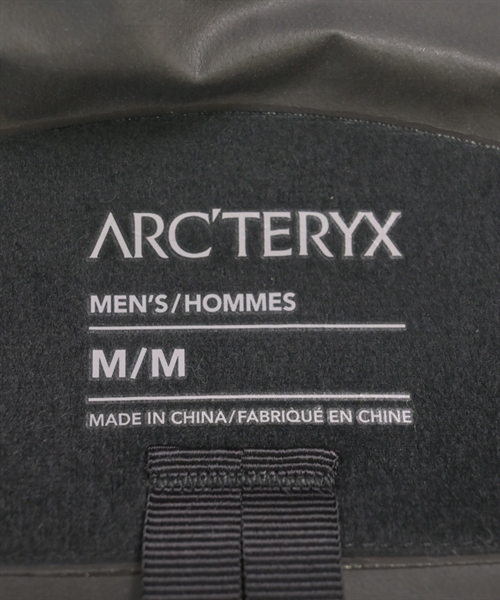 ARC'TERYX
MEN'S/HOMMES
M/M
MADE IN CHINA/FABRIQUÉ EN CHINE